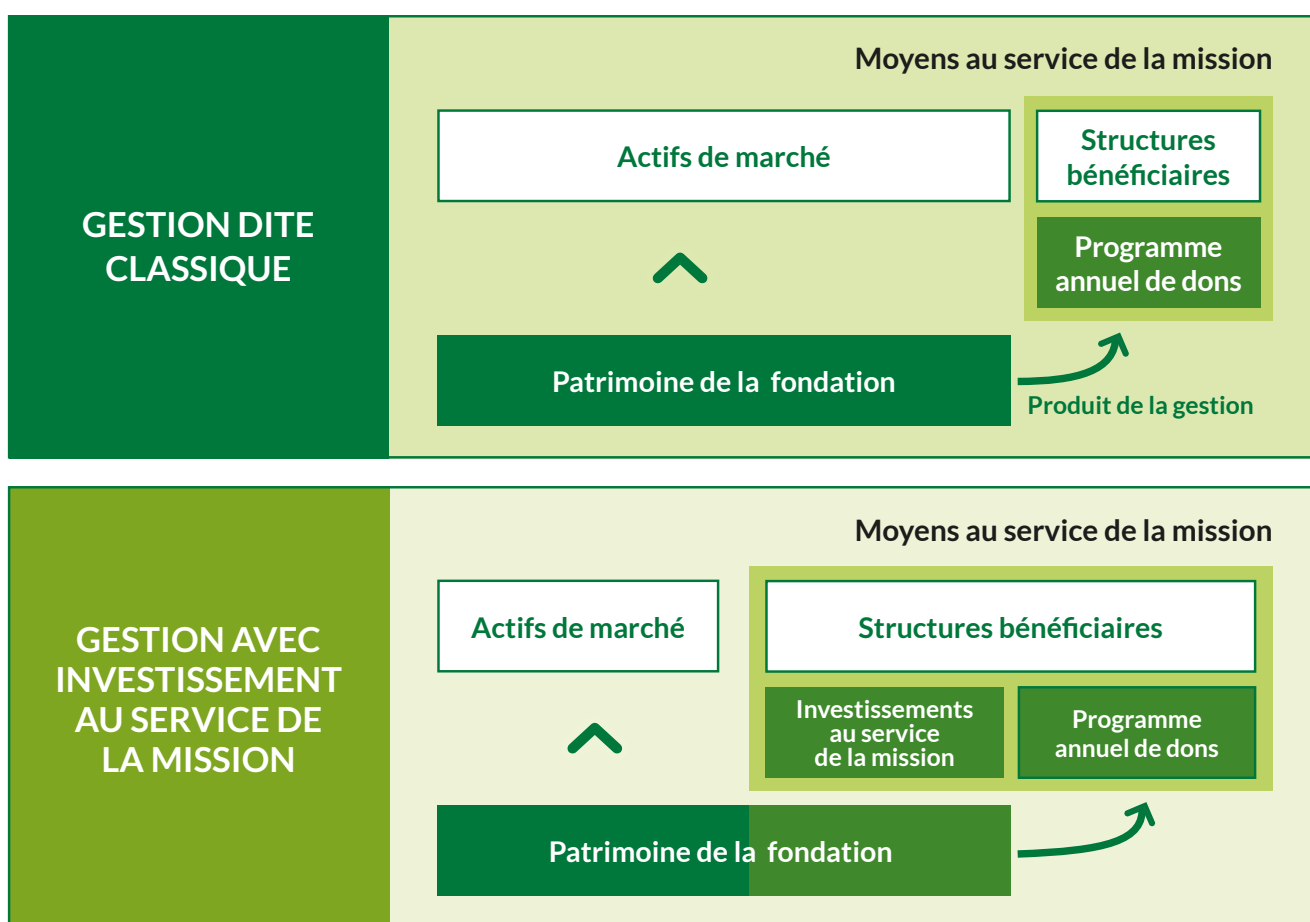 GESTION DITE
CLASSIQUE
Moyens au service de la mission
Actifs de marché
Structures
bénéficiaires
Programme
annuel de dons
Patrimoine de la fondation
Produit de la gestion
GESTION AVEC
INVESTISSEMENT
AU SERVICE DE
LA MISSION
Moyens au service de la mission
Actifs de marché
Structures bénéficiaires
Investissements
au service
de la mission
Programme
annuel de dons
Patrimoine de la fondation